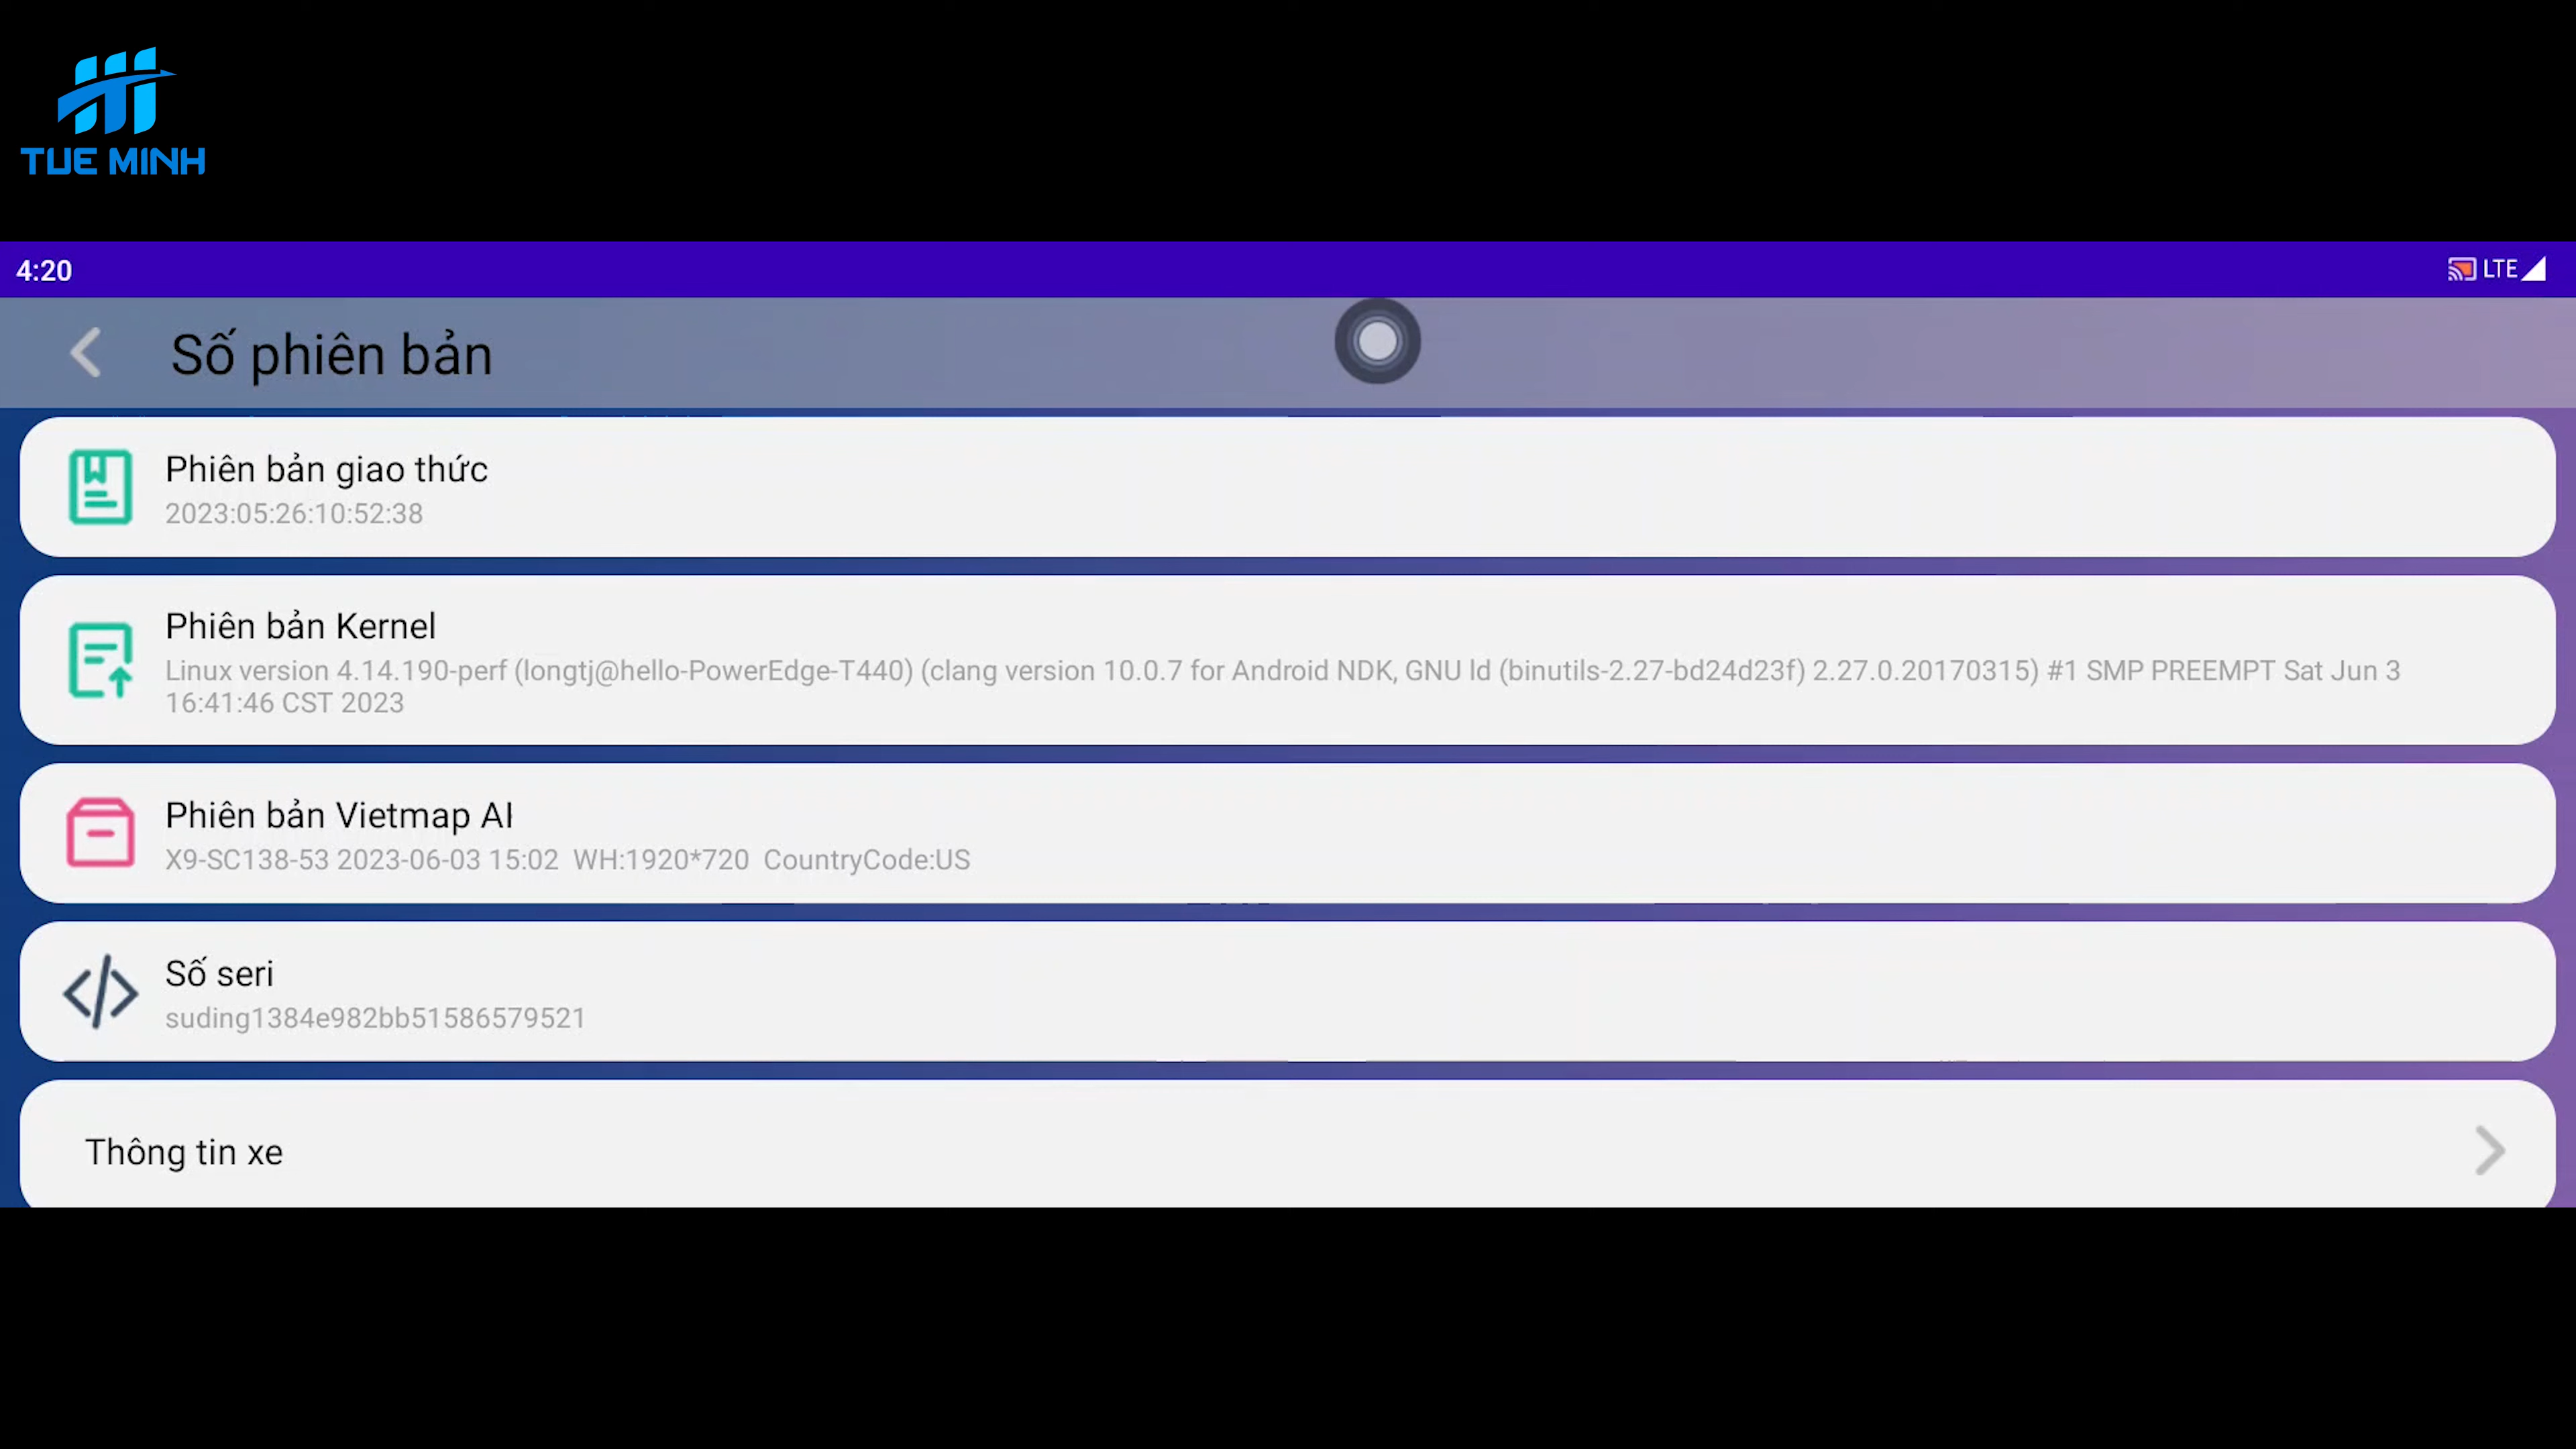 TUE MINH
4:20
LTE
Số phiên bản
Phiên bản giao thức
2023:05:26:10:52:38
Phiên bản Kernel
Linux version 4.14.190-perf (longtj@hello-PowerEdge-T440) (clang version 10.0.7 for Android NDK, GNU ld (binutils-2.27-bd24d23f) 2.27.0.20170315) #1 SMP PREEMPT Sat Jun 3
16:41:46 CST 2023
Phiên bản Vietmap AI
X9-SC138-53 2023-06-03 15:02 WH:1920*720 CountryCode:US
Số seri
suding1384e982bb51586579521
Thông tin xe